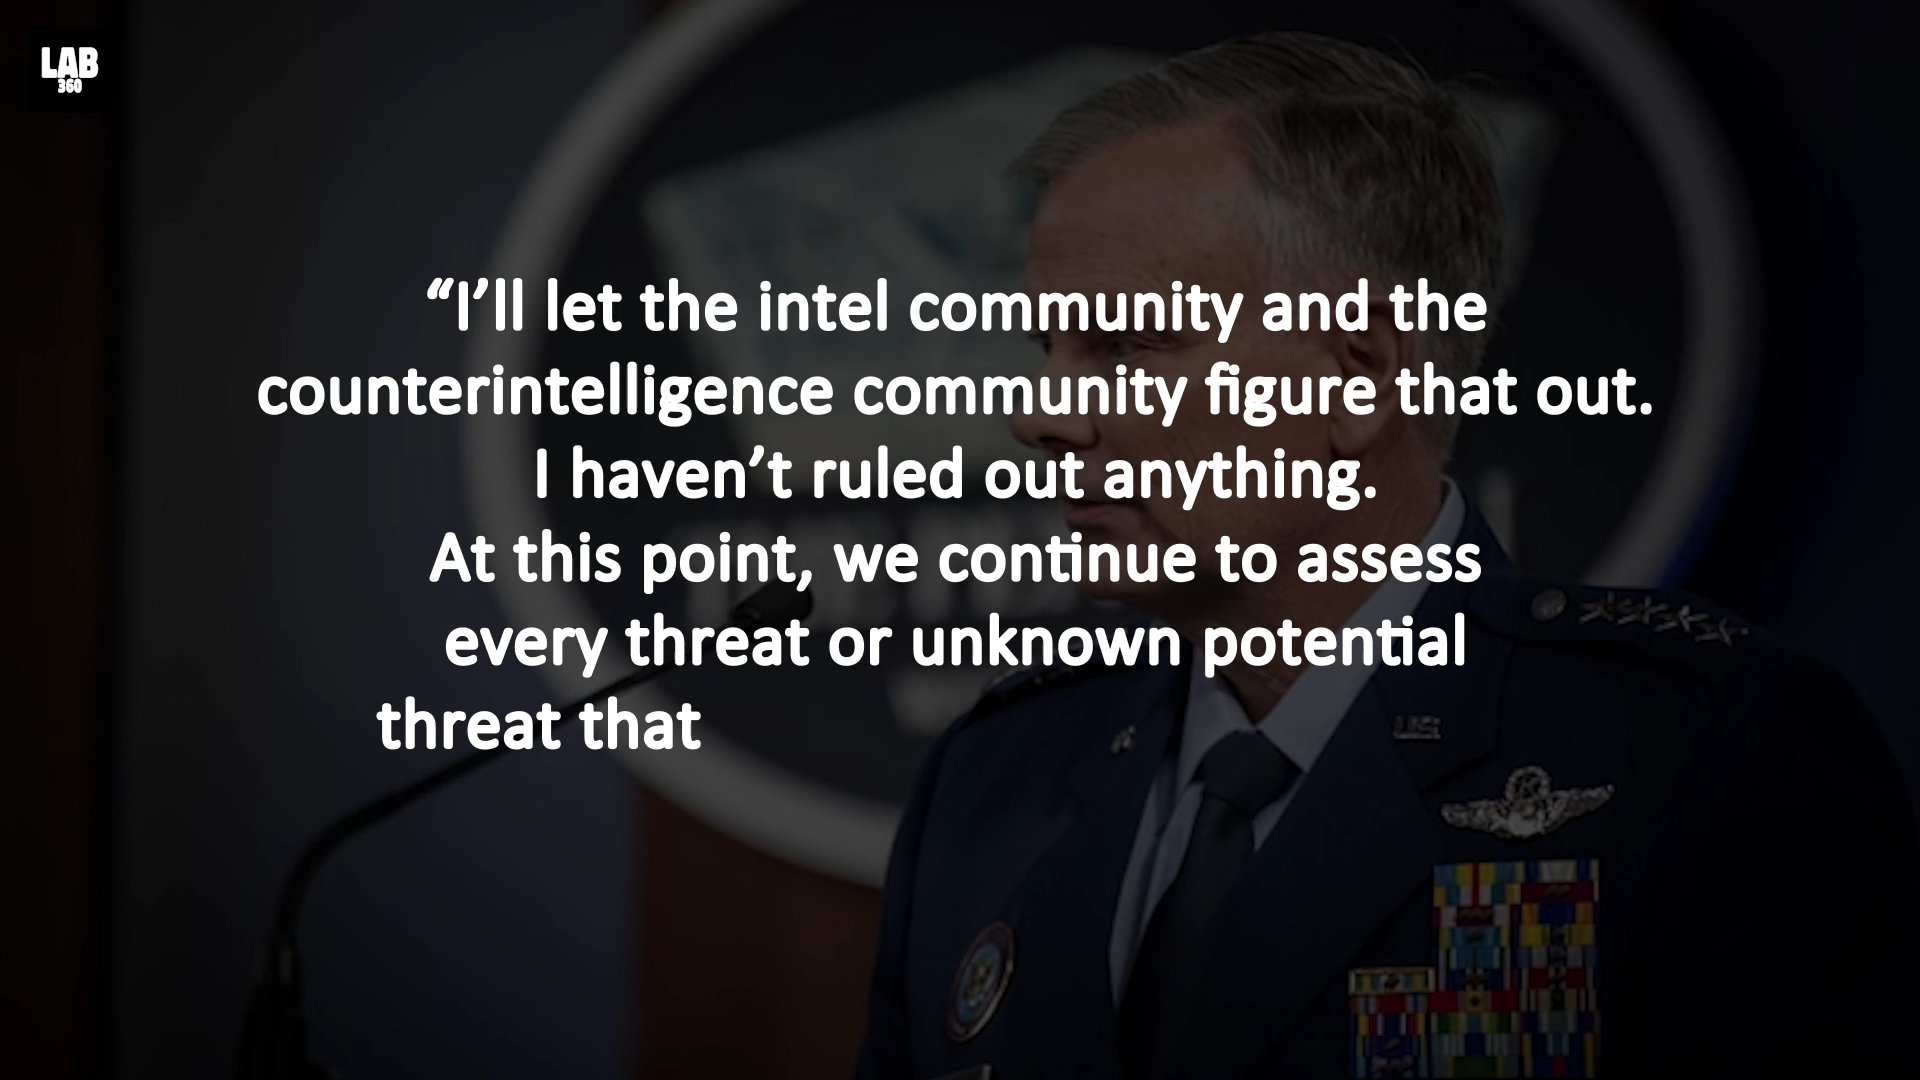 LAB
360
“I’ll let the intel community and the
counterintelligence community figure that out.
I haven’t ruled out anything.
At this point, we continue to assess
every threat or unknown potential
threat that